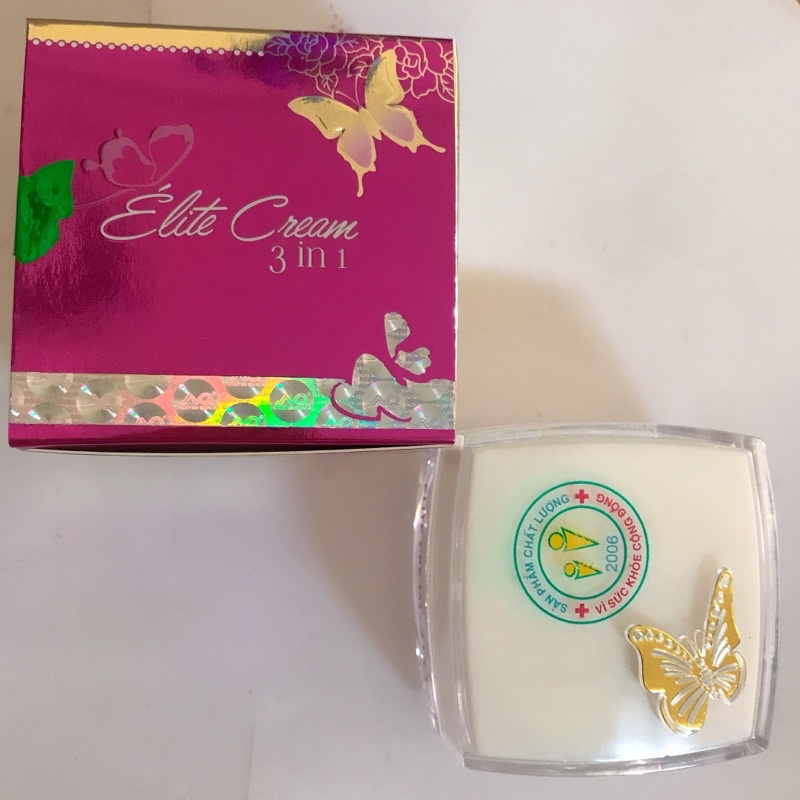 Élite Cream
3 in 1
SẢN PHẨM CHẤT LƯỢNG
VÌ SỨC KHỎE CỘNG ĐỒNG
2006